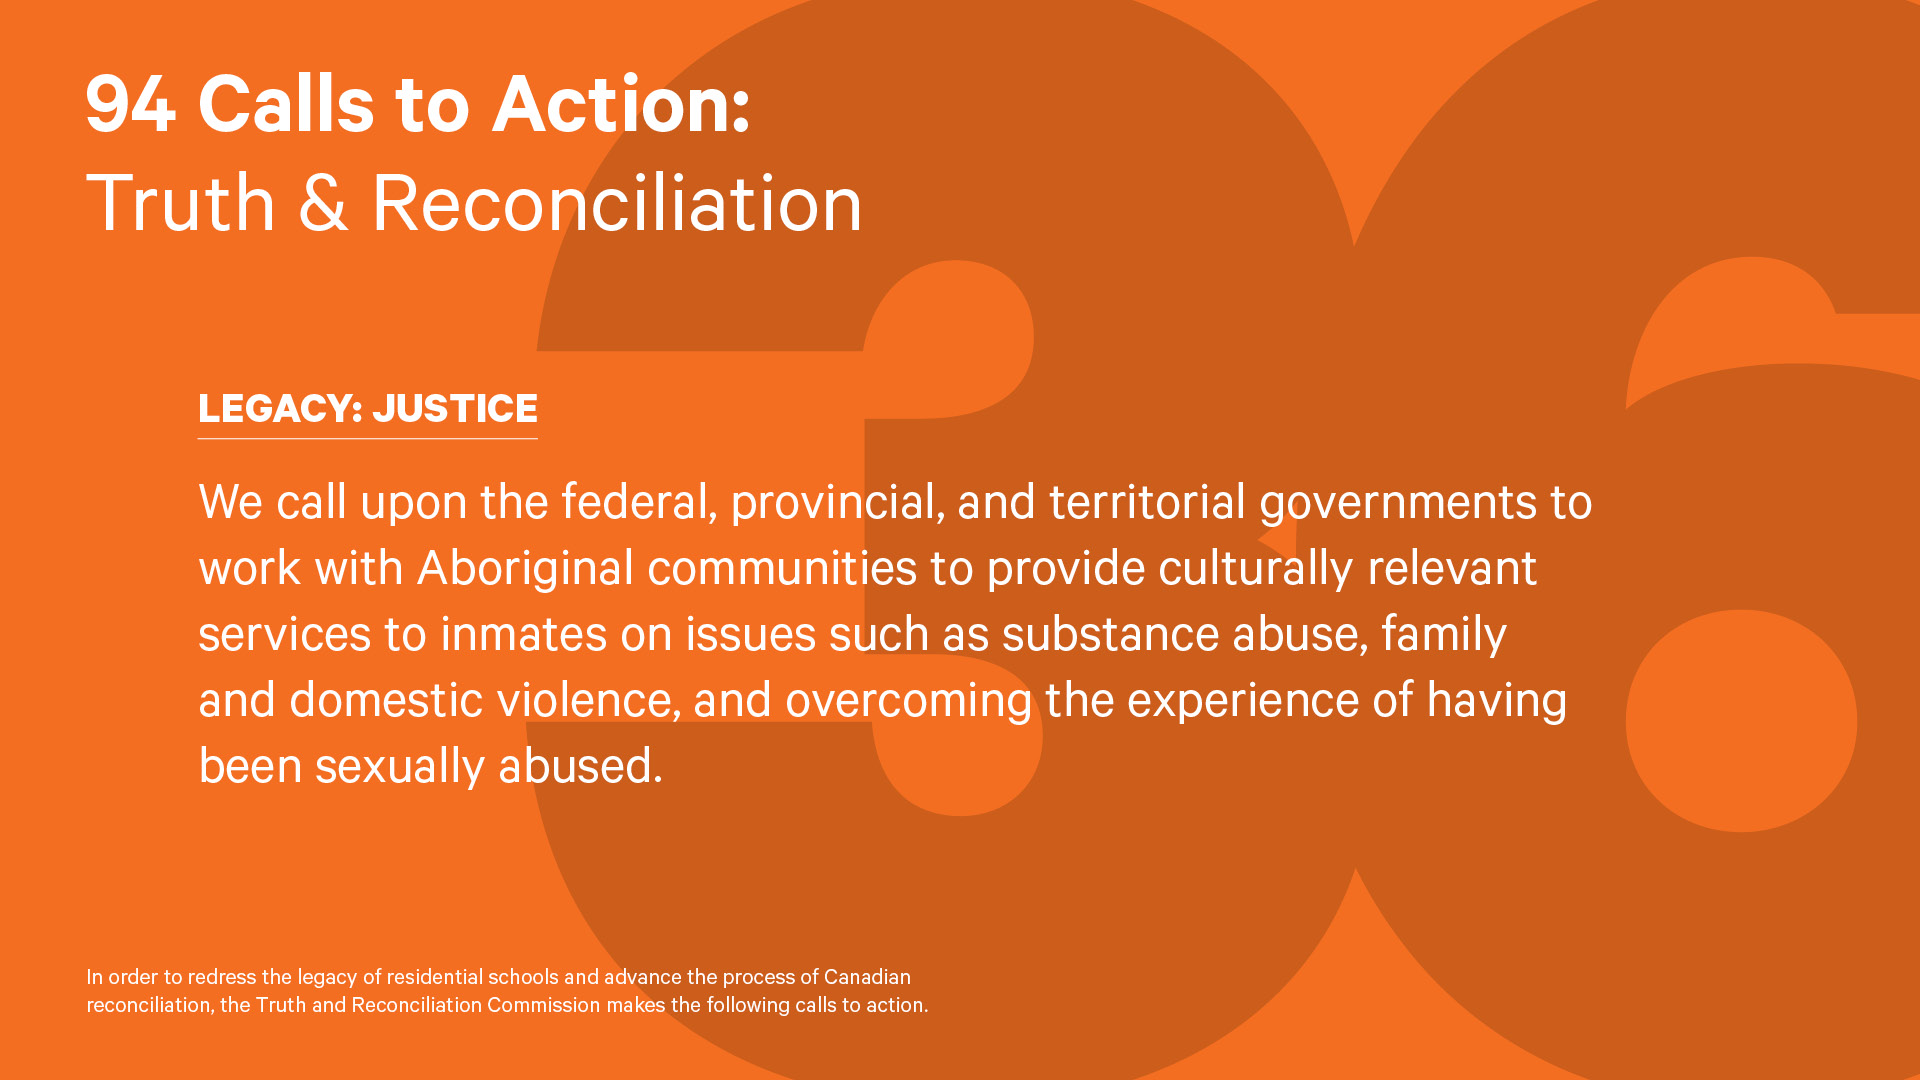 94 Calls to Action:
Truth & Reconciliation
36
LEGACY: JUSTICE
We call upon the federal, provincial, and territorial governments to
work with Aboriginal communities to provide culturally relevant
services to inmates on issues such as substance abuse, family
and domestic violence, and overcoming the experience of having
been sexually abused.
In order to redress the legacy of residential schools and advance the process of Canadian
reconciliation, the Truth and Reconciliation Commission makes the following calls to action.